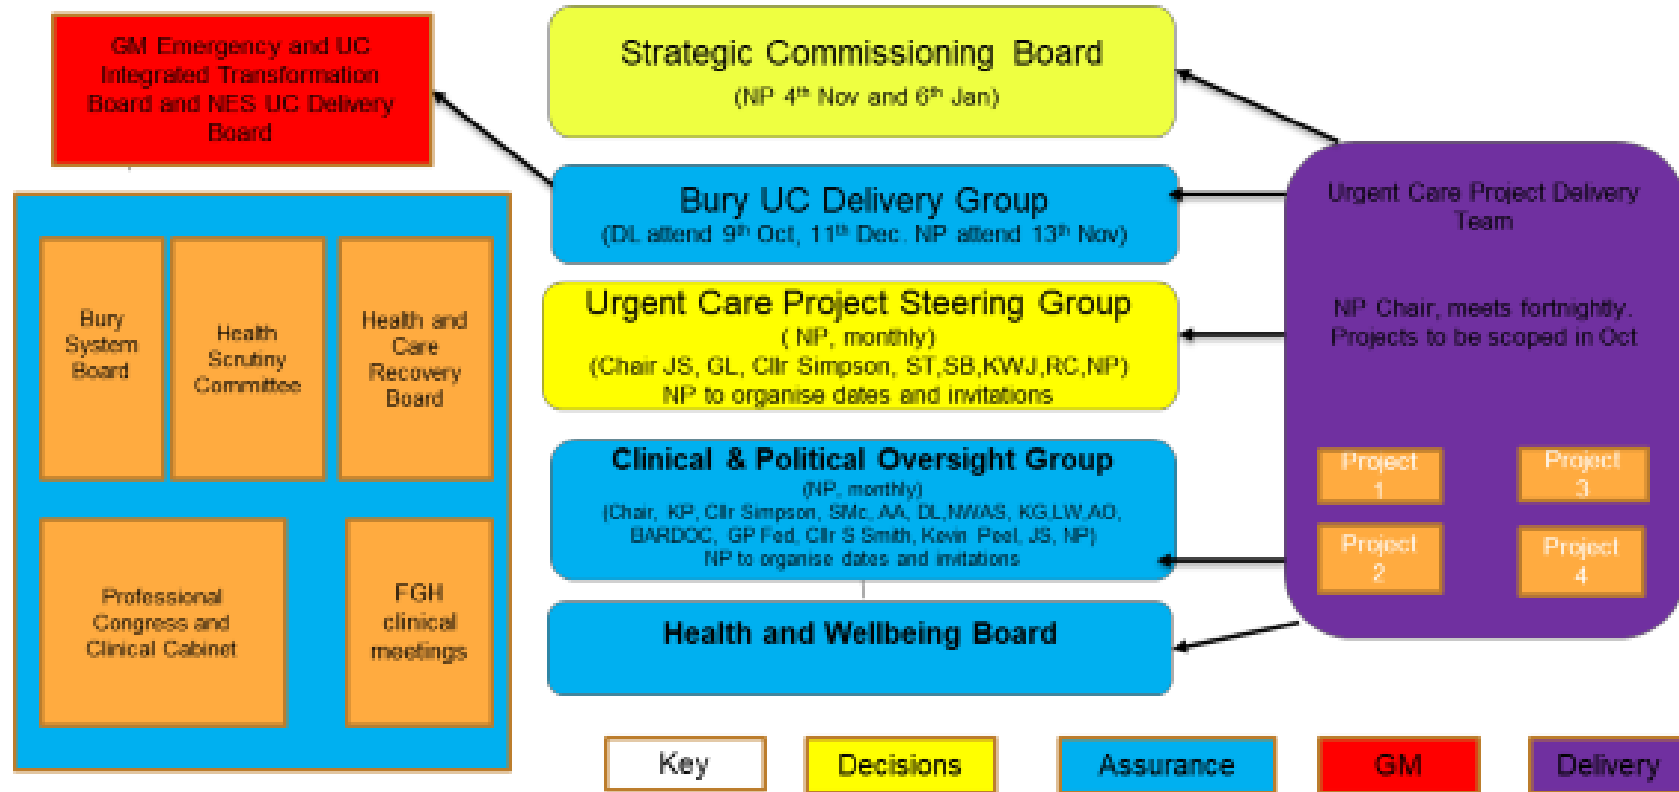 GM Emergency and UC
Integrated Transformation
Board and NES UC Delivery
Board
Strategic Commissioning Board
(NP 4th Nov and 6th Jan)
Bury UC Delivery Group
(DL attend 9th Oct, 11th Dec. NP attend 13th Nov)
Urgent Care Project Steering Group
( NP, monthly)
(Chair JS, GL, Cllr Simpson, ST,SB,KWJ,RC,NP)
NP to organise dates and invitations
Clinical & Political Oversight Group
(NP, monthly)
(Chair, KP, Cllr Simpson, SMc, AA, DL,NWAS, KG,LW,AO,
BARDOC, GP Fed, Cllr S Smith, Kevin Peel, JS, NP)
NP to organise dates and invitations
Health and Wellbeing Board
Urgent Care Project Delivery
Team
NP Chair, meets fortnightly.
Projects to be scoped in Oct
Project
1
Project
3
Project
2
Project
4
Bury
System
Board
Health
Scrutiny
Committee
Health and
Care
Recovery
Board
Professional
Congress and
Clinical Cabinet
FGH
clinical
meetings
Key
Decisions
Assurance
GM
Delivery